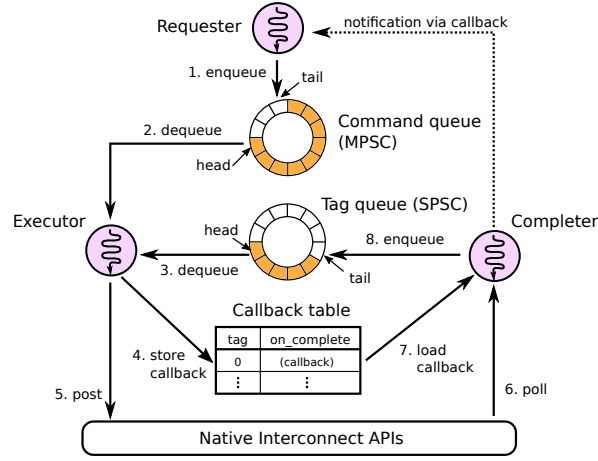 Requester
notification via callback
1. enqueue
tail
2. dequeue
Command queue
(MPSC)
head
Tag queue (SPSC)
Executor
head
Completer
8. enqueue
3. dequeue
tail
Callback table
tag on_complete
0 (callback)
⋮ ⋮
4. store
callback
7. load
callback
5. post
6. poll
Native Interconnect APIs